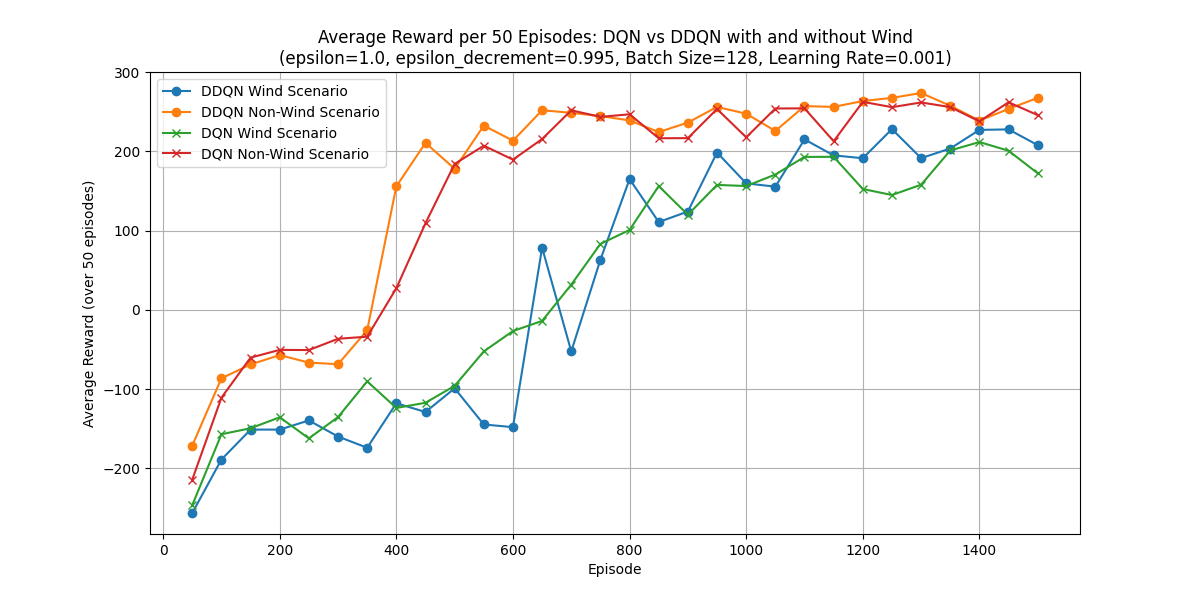 Average Reward per 50 Episodes: DQN vs DDQN with and without Wind
(epsilon=1.0, epsilon_decrement=0.995, Batch Size=128, Learning Rate=0.001)
DDQN Wind Scenario
DDQN Non-Wind Scenario
DQN Wind Scenario
DQN Non-Wind Scenario
Average Reward (over 50 episodes)
300
200
100
0
−100
−200
0 200 400 600 800 1000 1200 1400
Episode